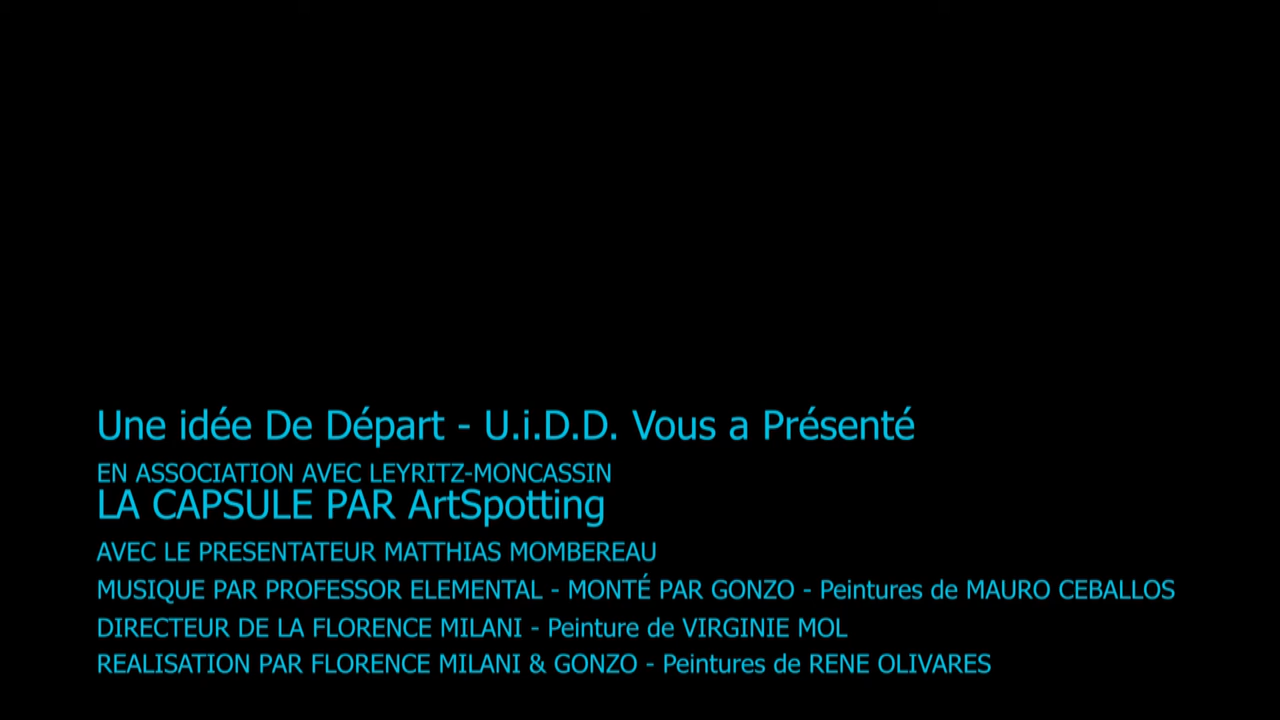 Une idée De Départ - U.i.D.D. Vous a Présenté
EN ASSOCIATION AVEC LEYRITZ-MONCASSIN
LA CAPSULE PAR ArtSpotting
AVEC LE PRESENTATEUR MATTHIAS MOMBEREAU
MUSIQUE PAR PROFESSOR ELEMENTAL - MONTÉ PAR GONZO - Peintures de MAURO CEBALLOS
DIRECTEUR DE LA FLORENCE MILANI - Peinture de VIRGINIE MOL
REALISATION PAR FLORENCE MILANI & GONZO - Peintures de RENE OLIVARES